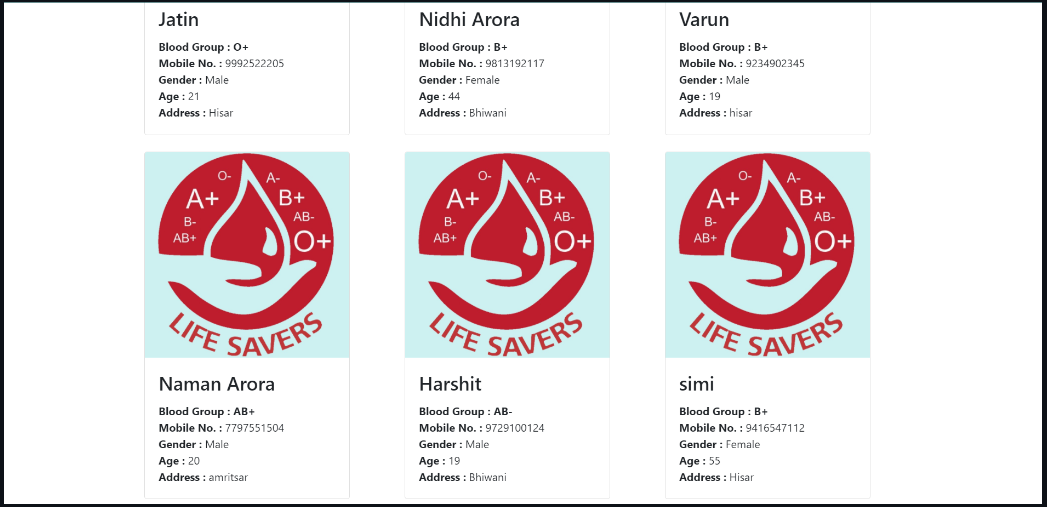 Jatin
Blood Group : O+
Mobile No. : 9992522205
Gender : Male
Age : 21
Address : Hisar
Nidhi Arora
Blood Group : B+
Mobile No. : 9813192117
Gender : Female
Age : 44
Address : Bhiwani
Varun
Blood Group : B+
Mobile No. : 9234902345
Gender : Male
Age : 19
Address : hisar
O- A-
A+ B+
B- AB-
AB+ O+
LIFE SAVERS
Naman Arora
Blood Group : AB+
Mobile No. : 7797551504
Gender : Male
Age : 20
Address : amritsar
O- A-
A+ B+
B- AB-
AB+ O+
LIFE SAVERS
Harshit
Blood Group : AB-
Mobile No. : 9729100124
Gender : Male
Age : 19
Address : Bhiwani
O- A-
A+ B+
B- AB-
AB+ O+
LIFE SAVERS
simi
Blood Group : B+
Mobile No. : 9416547112
Gender : Female
Age : 55
Address : Hisar